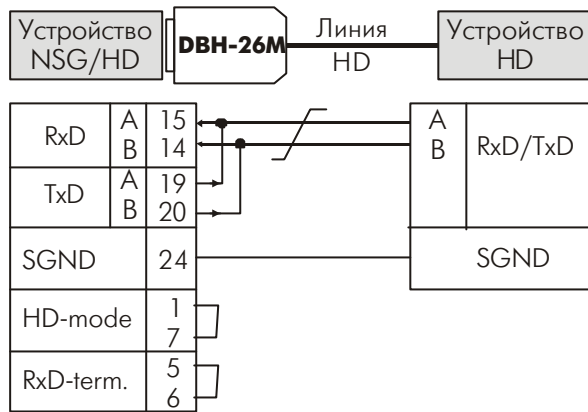 Устройство
NSG/HD
DBH-26M
Линия
HD
Устройство
HD
RxD A 15
B 14
TxD A 19
B 20
SGND 24
HD-mode 1
7
RxD-term. 5
6
A
B
RxD/TxD
SGND